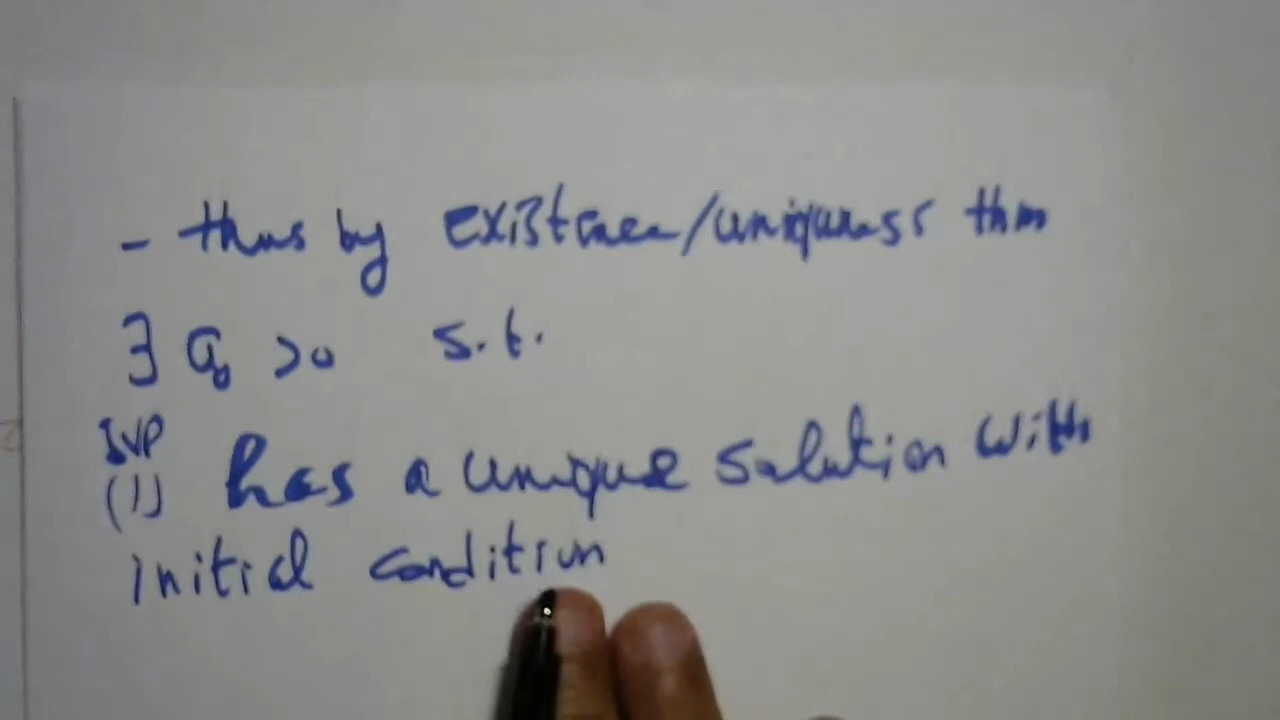 - thus by existence/uniqueness thm
∃ a₀ >0 s.t.
IVP
(1) has a unique solution with
initial condition